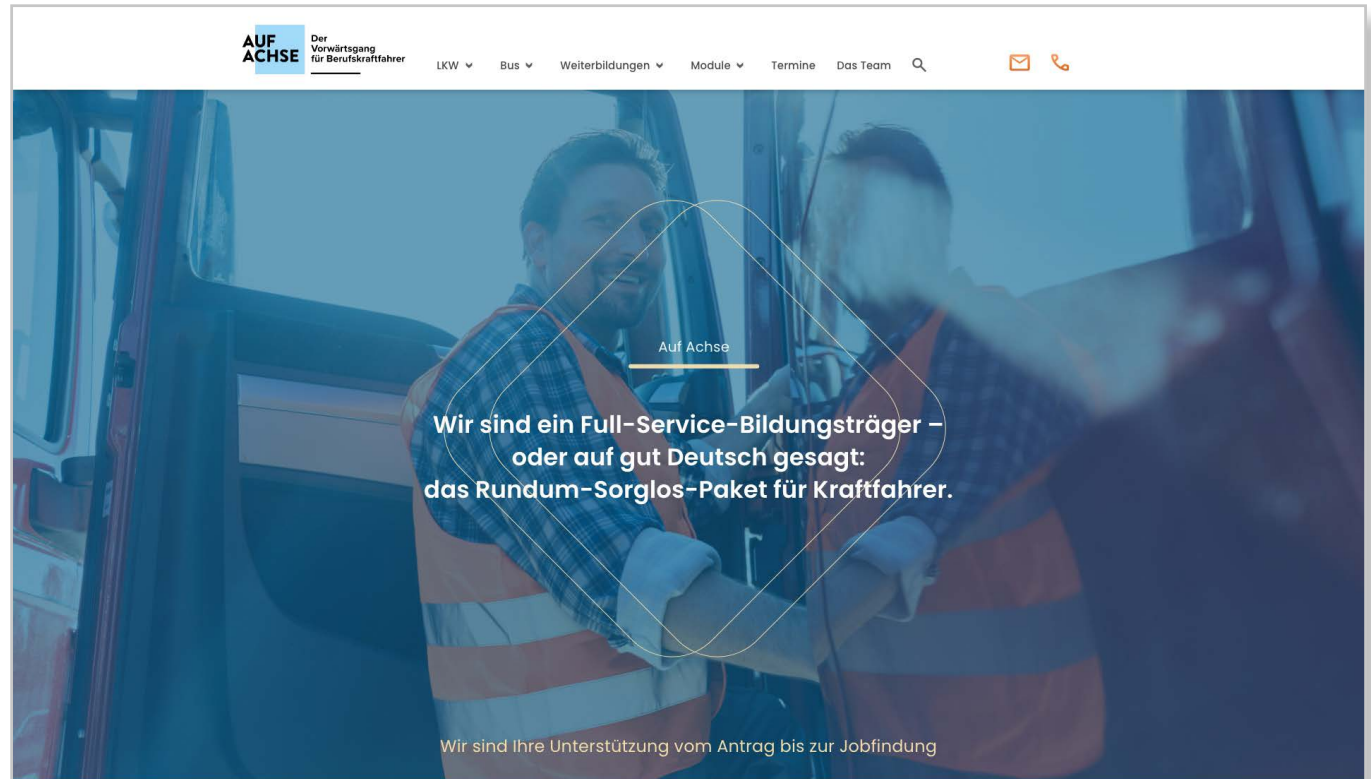 AUF
ACHSE
Der
Vorwärtsgang
für Berufskraftfahrer
LKW Bus Weiterbildungen Module Termine Das Team
Auf Achse
Wir sind ein Full-Service-Bildungsträger –
oder auf gut Deutsch gesagt:
das Rundum-Sorglos-Paket für Kraftfahrer.
Wir sind Ihre Unterstützung vom Antrag bis zur Jobfindung